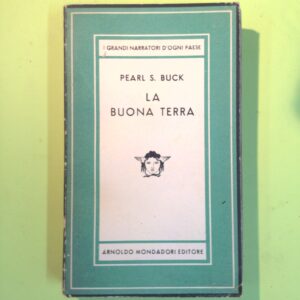 I GRANDI NARRATORI D'OGNI PAESE
PEARL S. BUCK
LA
BUONA TERRA
ARNOLDO MONDADORI EDITORE